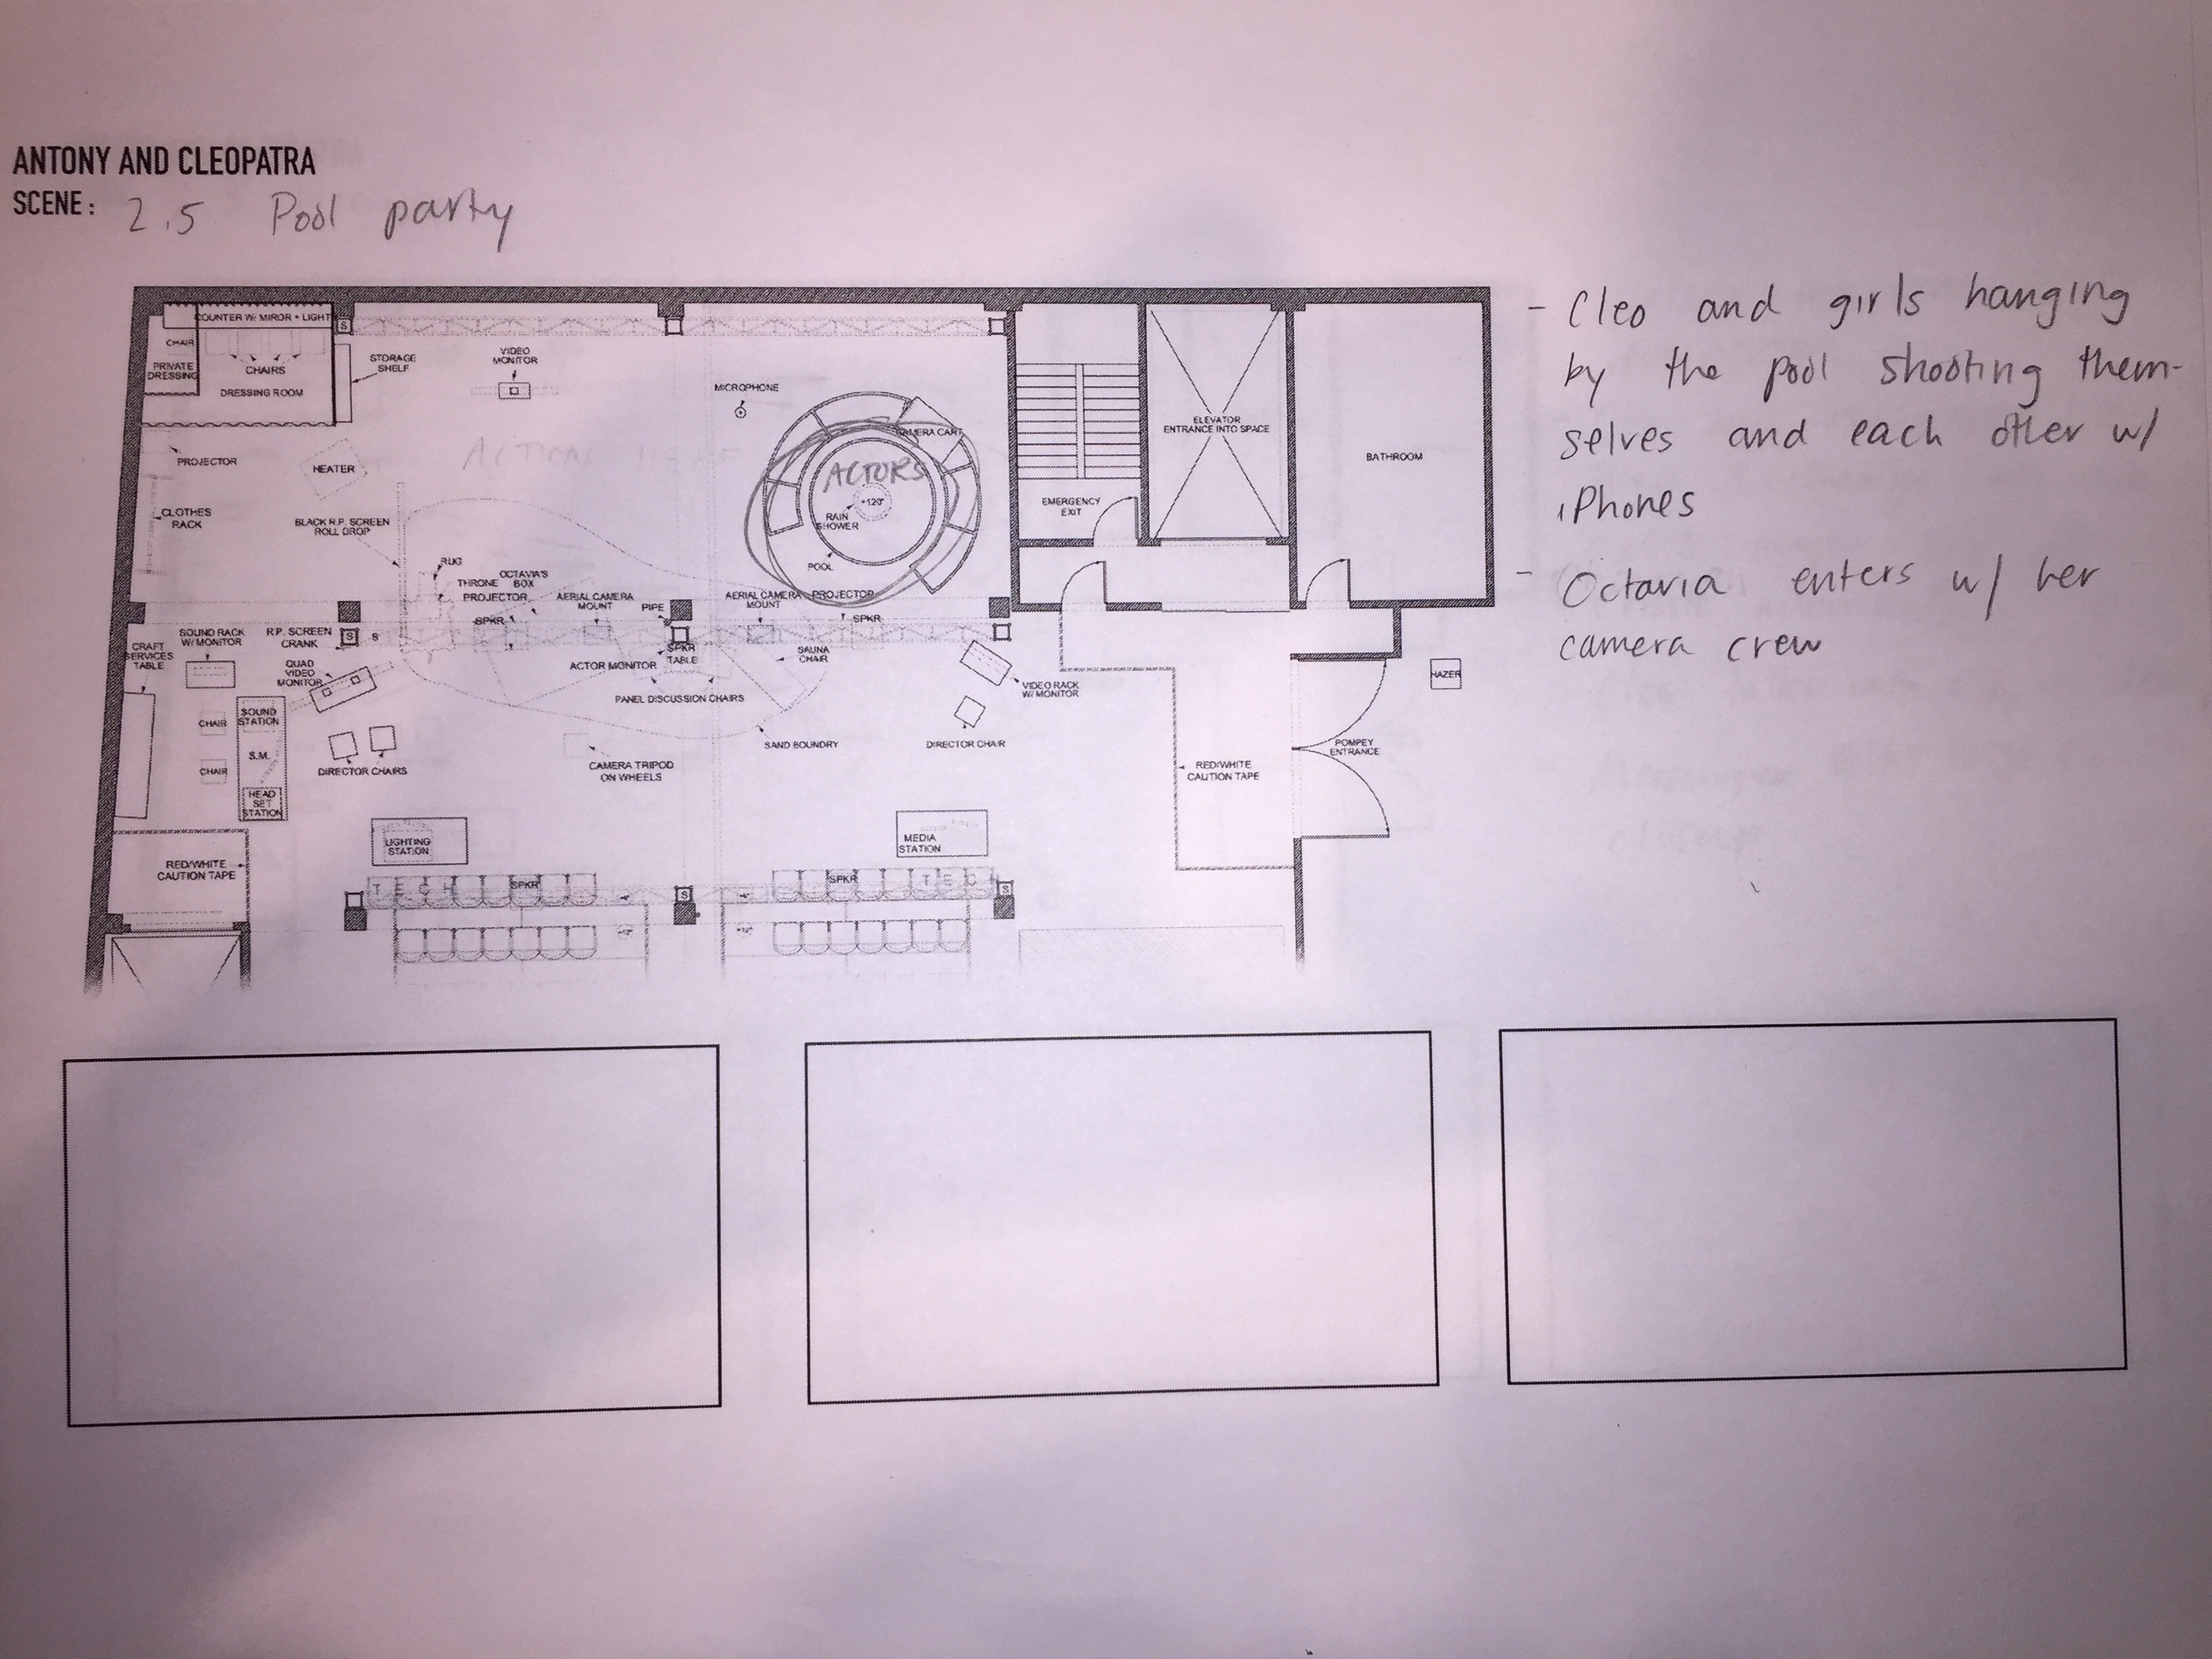 ANTONY AND CLEOPATRA
SCENE: 2.5 Pool party
- Cleo and girls hanging
by the pool shooting them-
selves and each other w/
iPhones
- Octavia enters w/ her
camera crew
COUNTER W/ MIROR + LIGHT
S
CHAIR
PRIVATE
DRESSING
CHAIRS
DRESSING ROOM
STORAGE
SHELF
VIDEO
MONITOR
MICROPHONE
CAMERA CART
ACTION HERE
ACTORS
+120"
RAIN
SHOWER
POOL
PROJECTOR
HEATER
CLOTHES
RACK
BLACK R.P. SCREEN
ROLL DROP
EMERGENCY
EXIT
ELEVATOR
ENTRANCE INTO SPACE
BATHROOM
RUG
THRONE
OCTAVIA'S
BOX
PROJECTOR
AERIAL CAMERA
MOUNT
PIPE
AERIAL CAMERA
MOUNT
PROJECTOR
SPKR
SPKR
CRAFT
SERVICES
TABLE
SOUND RACK
W/ MONITOR
R.P. SCREEN
CRANK
S
S
QUAD
VIDEO
MONITOR
ACTOR MONITOR
SPKR
TABLE
SAUNA
CHAIR
PANEL DISCUSSION CHAIRS
VIDEO RACK
W/ MONITOR
HAZER
CHAIR
SOUND
STATION
S.M.
CHAIR
HEAD
SET
STATION
DIRECTOR CHAIRS
CAMERA TRIPOD
ON WHEELS
SAND BOUNDRY
DIRECTOR CHAIR
POMPEY
ENTRANCE
RED/WHITE
CAUTION TAPE
LIGHTING
STATION
MEDIA
STATION
RED/WHITE
CAUTION TAPE
TECH
SPKR
S
SPKR
TECH
S